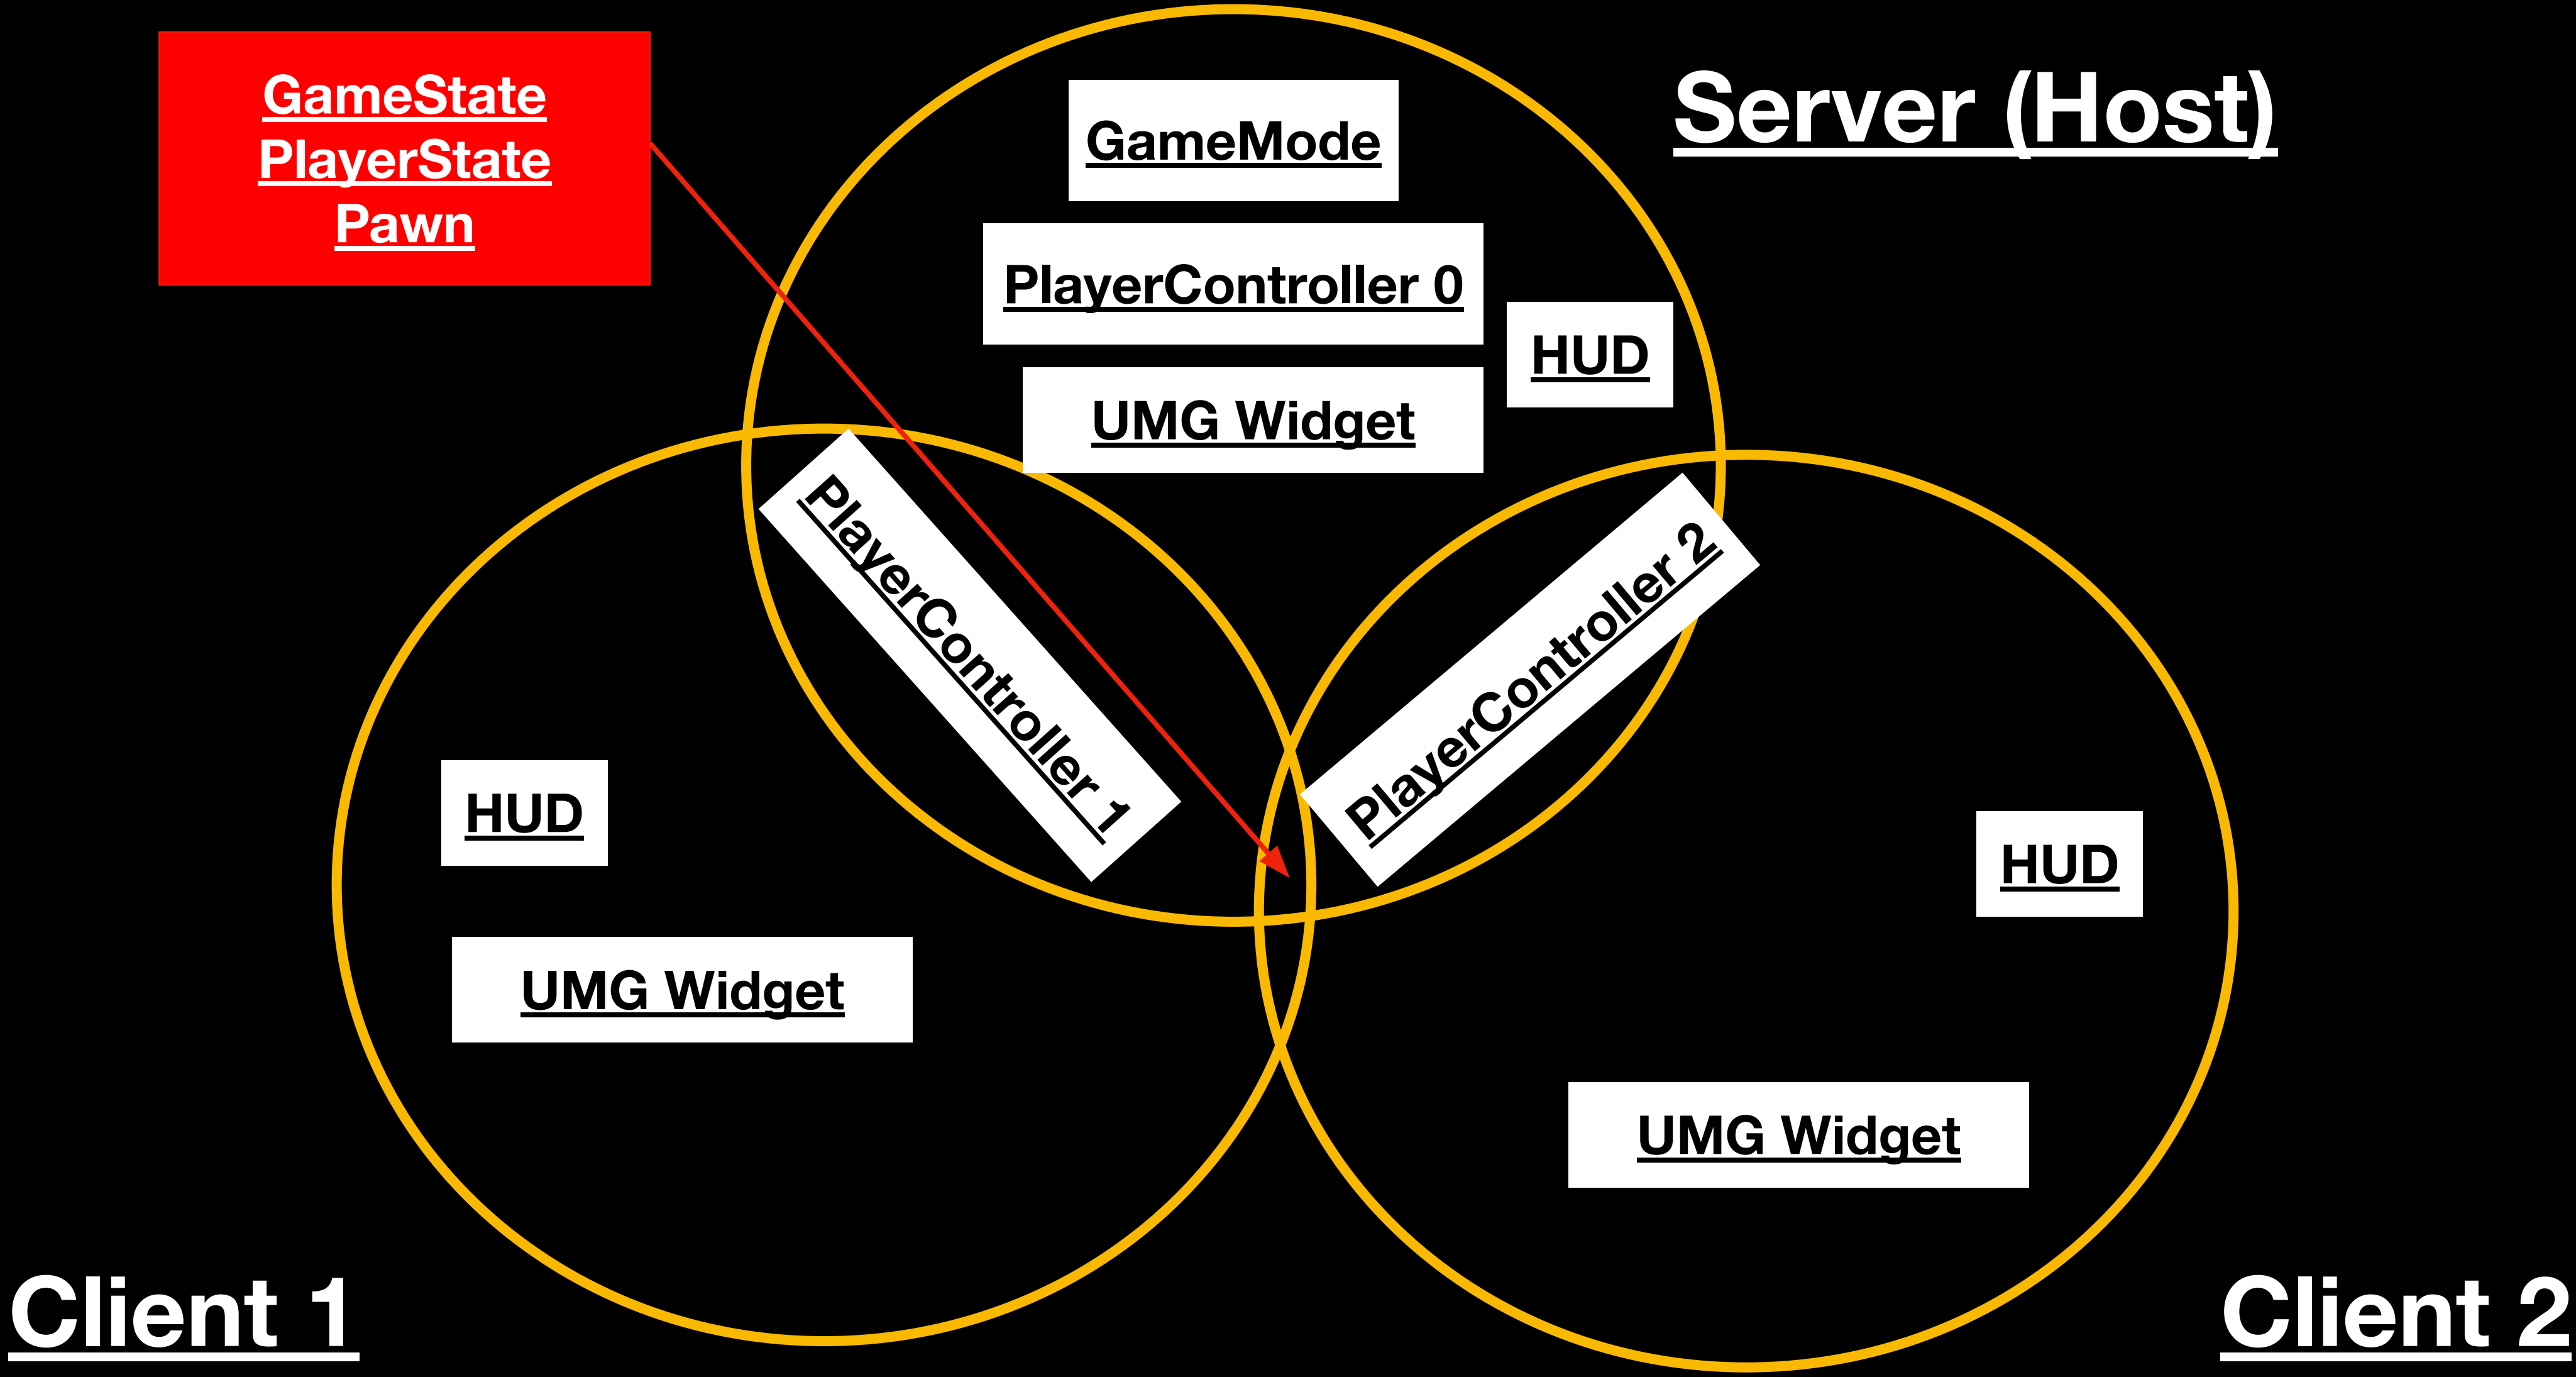 GameState
PlayerState
Pawn
Server (Host)
GameMode
PlayerController 0
HUD
UMG Widget
PlayerController 1
PlayerController 2
HUD
UMG Widget
HUD
UMG Widget
Client 1
Client 2